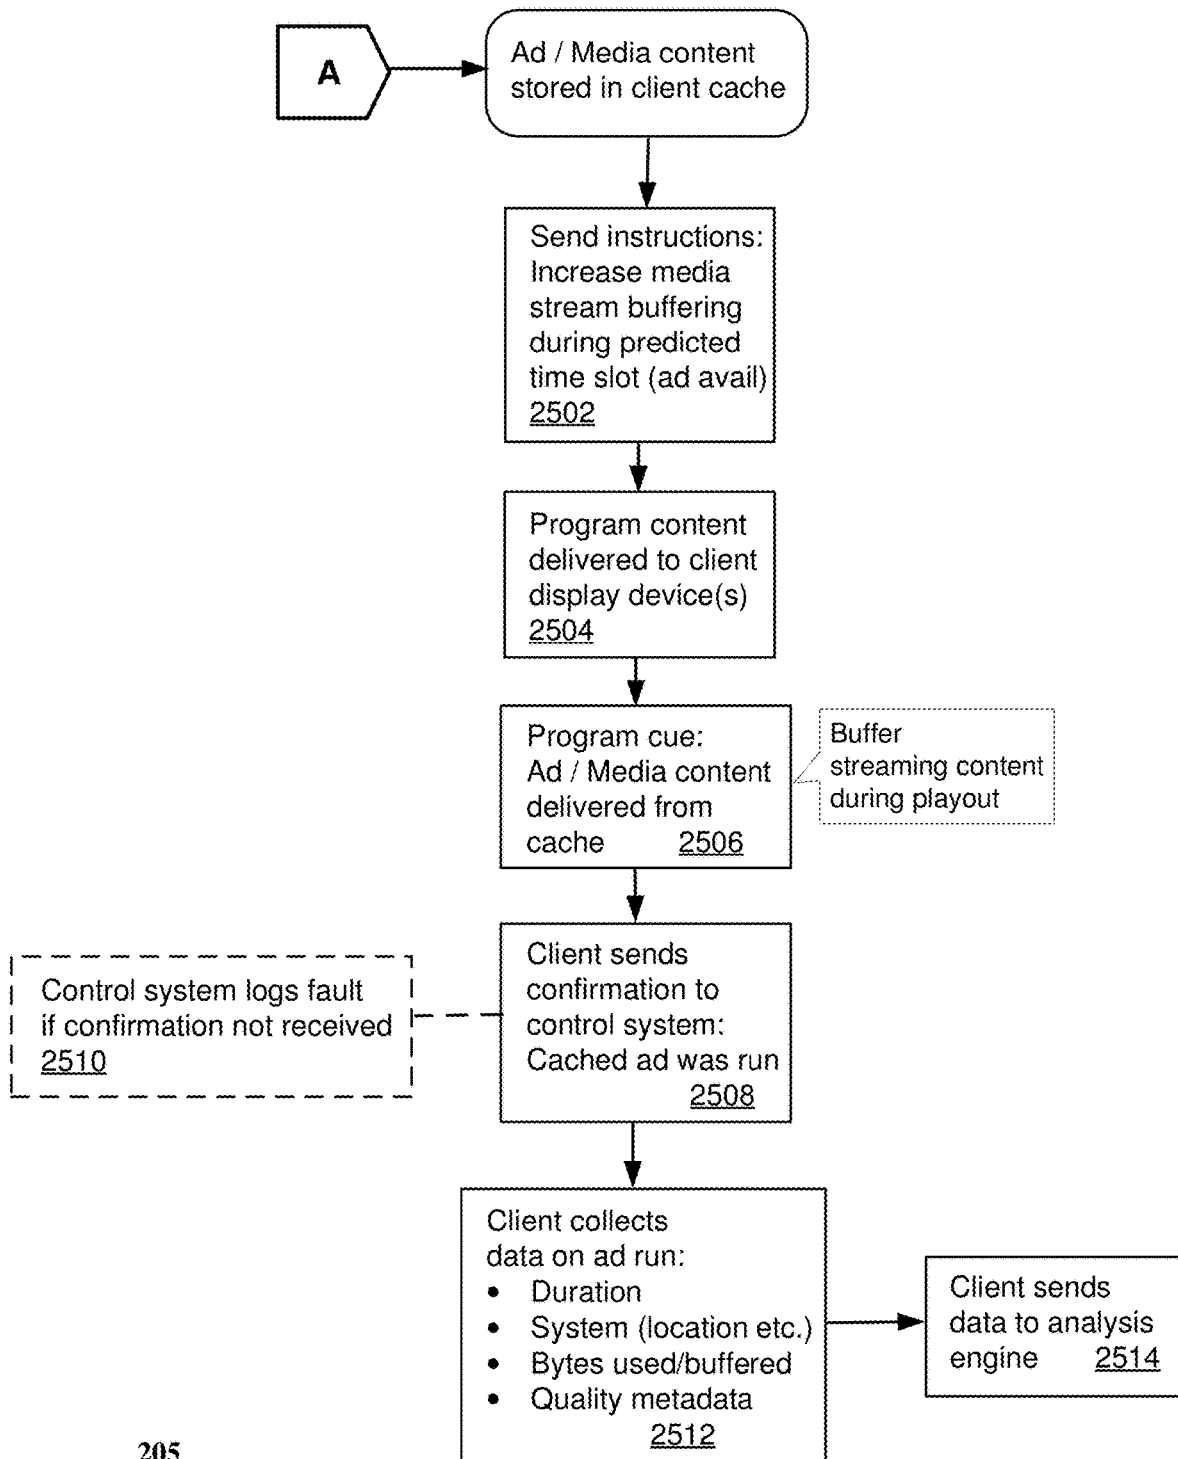 A
Ad / Media content
stored in client cache
Send instructions:
Increase media
stream buffering
during predicted
time slot (ad avail)
2502
Program content
delivered to client
display device(s)
2504
Program cue:
Ad / Media content
delivered from
cache 2506
Buffer
streaming content
during playout
Client sends
confirmation to
control system:
Cached ad was run
2508
Control system logs fault
if confirmation not received
2510
Client collects
data on ad run:
• Duration
• System (location etc.)
• Bytes used/buffered
• Quality metadata
2512
Client sends
data to analysis
engine 2514
205